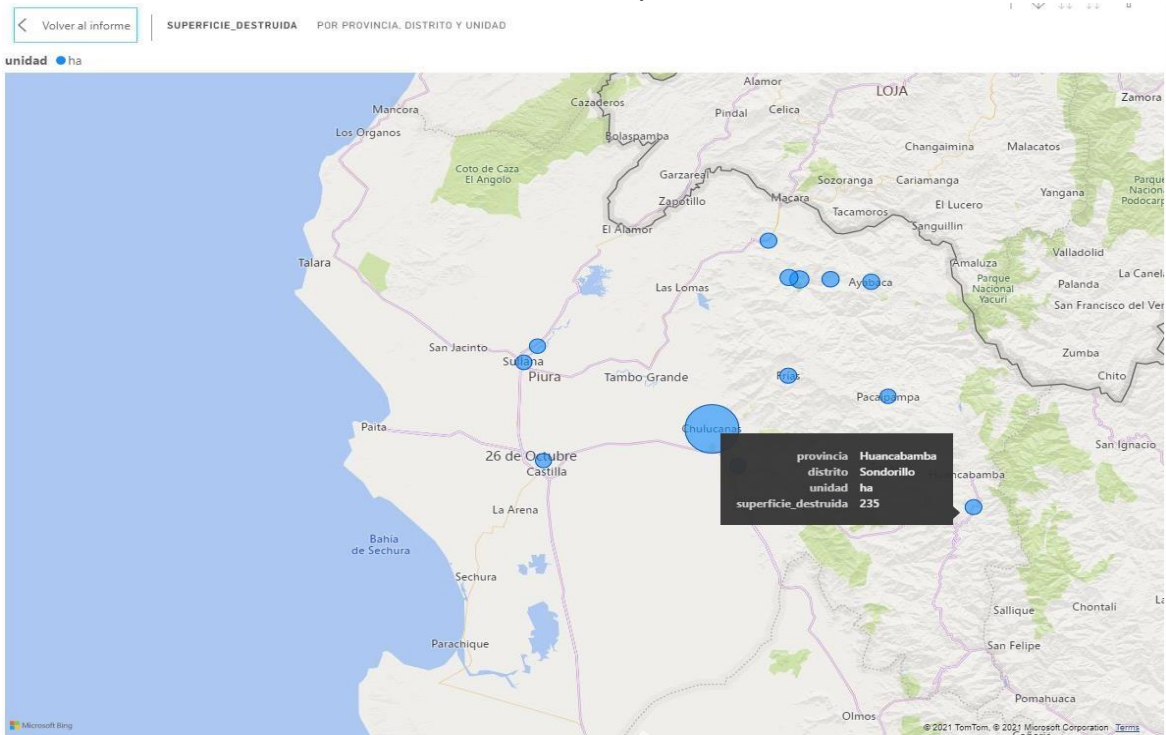 Volver al informe
SUPERFICIE_DESTRUIDA POR PROVINCIA, DISTRITO Y UNIDAD
unidad ha
Alamor
LOJA
Zamora
Cazaderos
Mancora
Pindal
Celica
Los Organos
Bolaspamba
Changaimina
Malacatos
Coto de Caza
El Angolo
Garzareal
Sozoranga
Cariamanga
Yangana
Zapotillo
Macara
Tacamoros
El Lucero
Sanguillin
El Alamor
Talara
Amaluza
Valladolid
Parque
Nacional
Yacuri
La Canel
Palanda
Las Lomas
Ayabaca
San Francisco del Ver
San Jacinto
Sullana
Piura
Tambo Grande
Frias
Zumba
Chito
Pacaipampa
Paita
Chulucanas
26 de Octubre
Castilla
San Ignacio
provincia Huancabamba
distrito Sondorillo
unidad ha
superficie_destruida 235
ncabamba
La Arena
Bahía
de Sechura
Sechura
Sallique
Chontali
Parachique
San Felipe
Pomahuaca
Olmos
Microsoft Bing
© 2021 TomTom, © 2021 Microsoft Corporation Terms